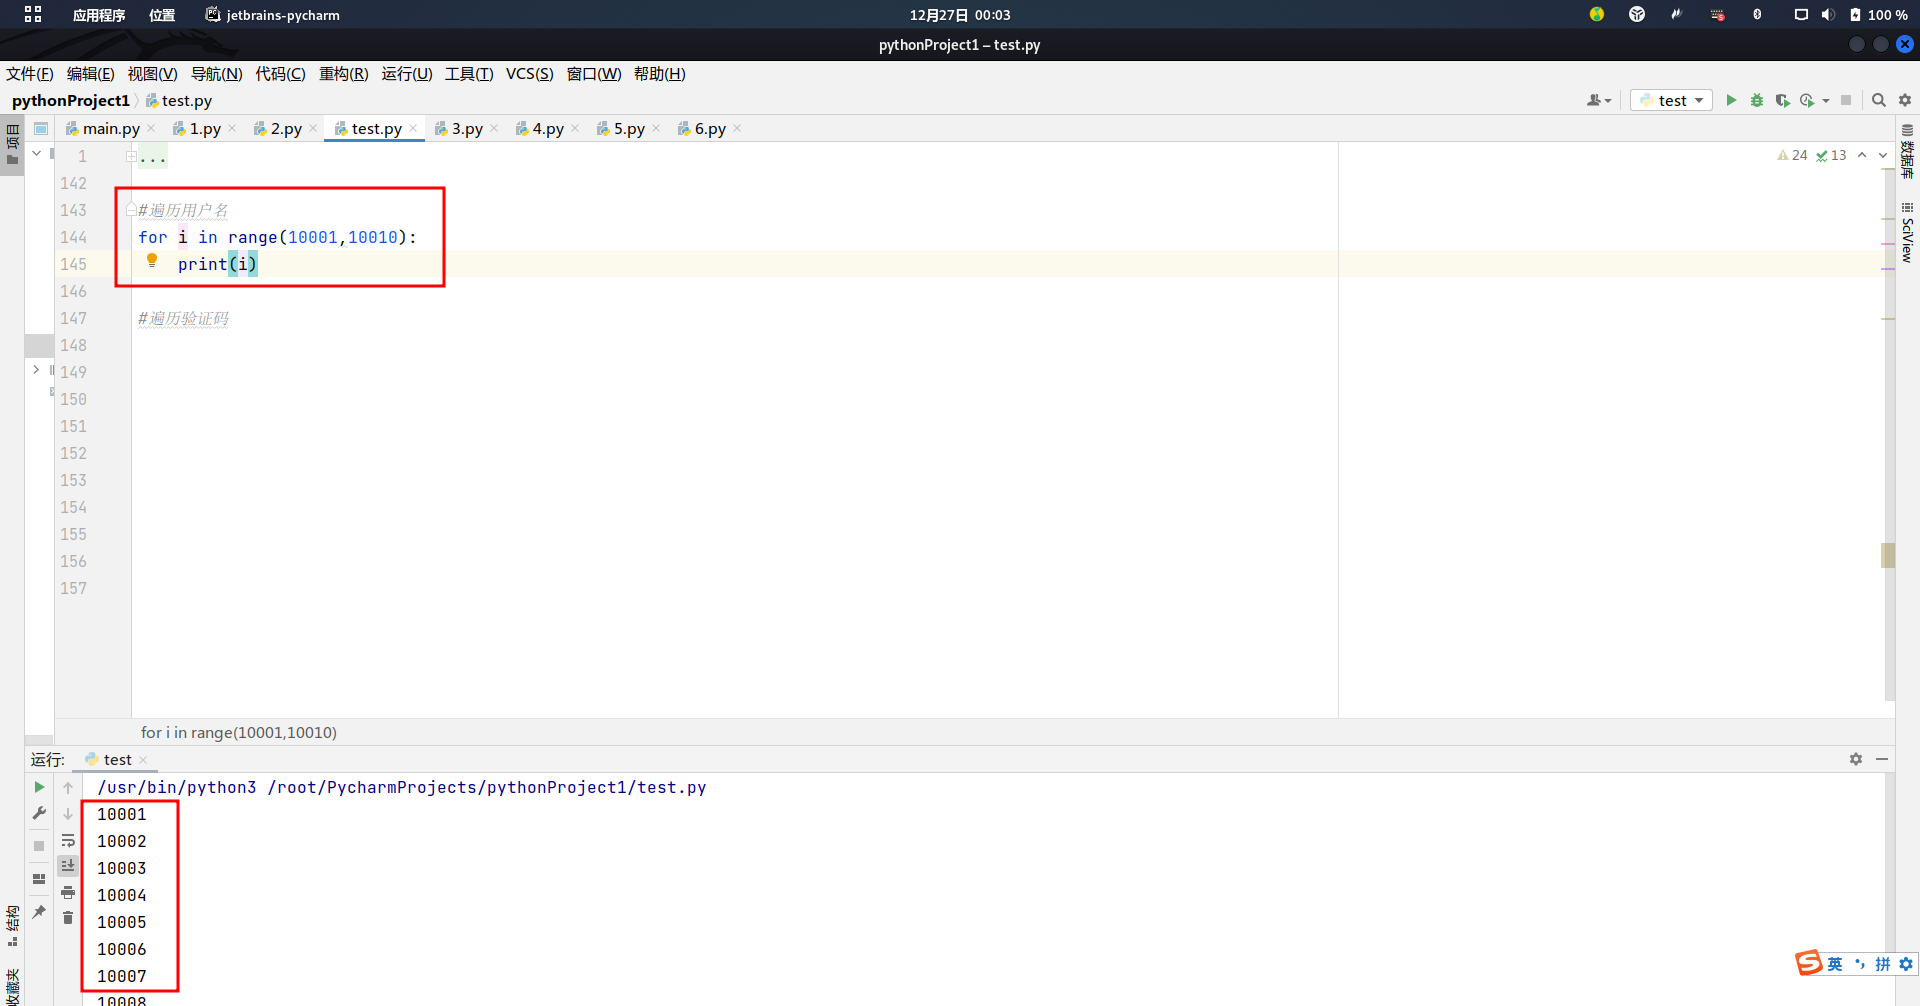 应用程序 位置 jetbrains-pycharm 12月27日 00:03 100 %
pythonProject1 – test.py
文件(F) 编辑(E) 视图(V) 导航(N) 代码(C) 重构(R) 运行(U) 工具(T) VCS(S) 窗口(W) 帮助(H)
pythonProject1 test.py test
main.py 1.py 2.py test.py 3.py 4.py 5.py 6.py
项目
数据库
SciView
1 ... 24 13
142
143 #遍历用户名
144 for i in range(10001,10010):
145 print(i)
146
147 #遍历验证码
148
149
150
151
152
153
154
155
156
157
for i in range(10001,10010)
运行: test
/usr/bin/python3 /root/PycharmProjects/pythonProject1/test.py
10001
10002
10003
10004
10005
10006
10007
10008
结构
收藏夹
英 拼